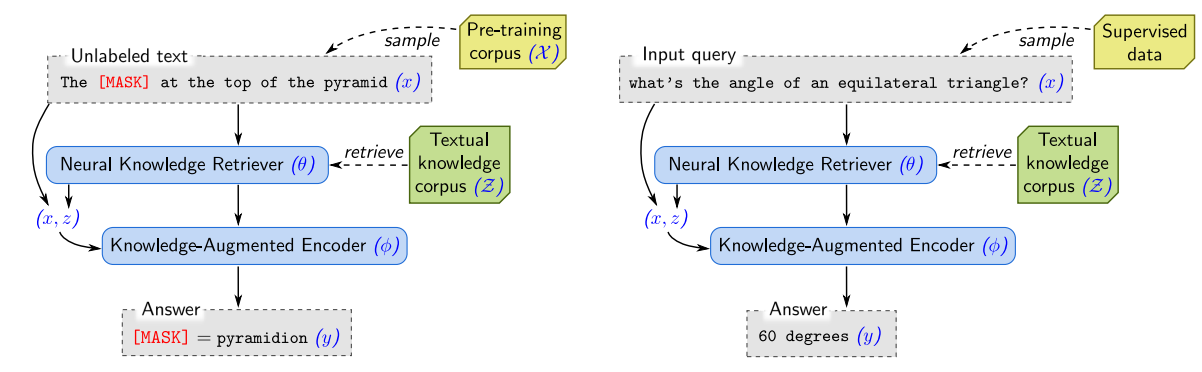 Unlabeled text
sample
Pre-training
corpus (𝒳)
The [MASK] at the top of the pyramid (x)
Neural Knowledge Retriever (θ)
retrieve
Textual
knowledge
corpus (𝒵)
(x, z)
Knowledge-Augmented Encoder (ϕ)
Answer
[MASK] = pyramidion (y)
Input query
sample
Supervised
data
what's the angle of an equilateral triangle? (x)
Neural Knowledge Retriever (θ)
retrieve
Textual
knowledge
corpus (𝒵)
(x, z)
Knowledge-Augmented Encoder (ϕ)
Answer
60 degrees (y)